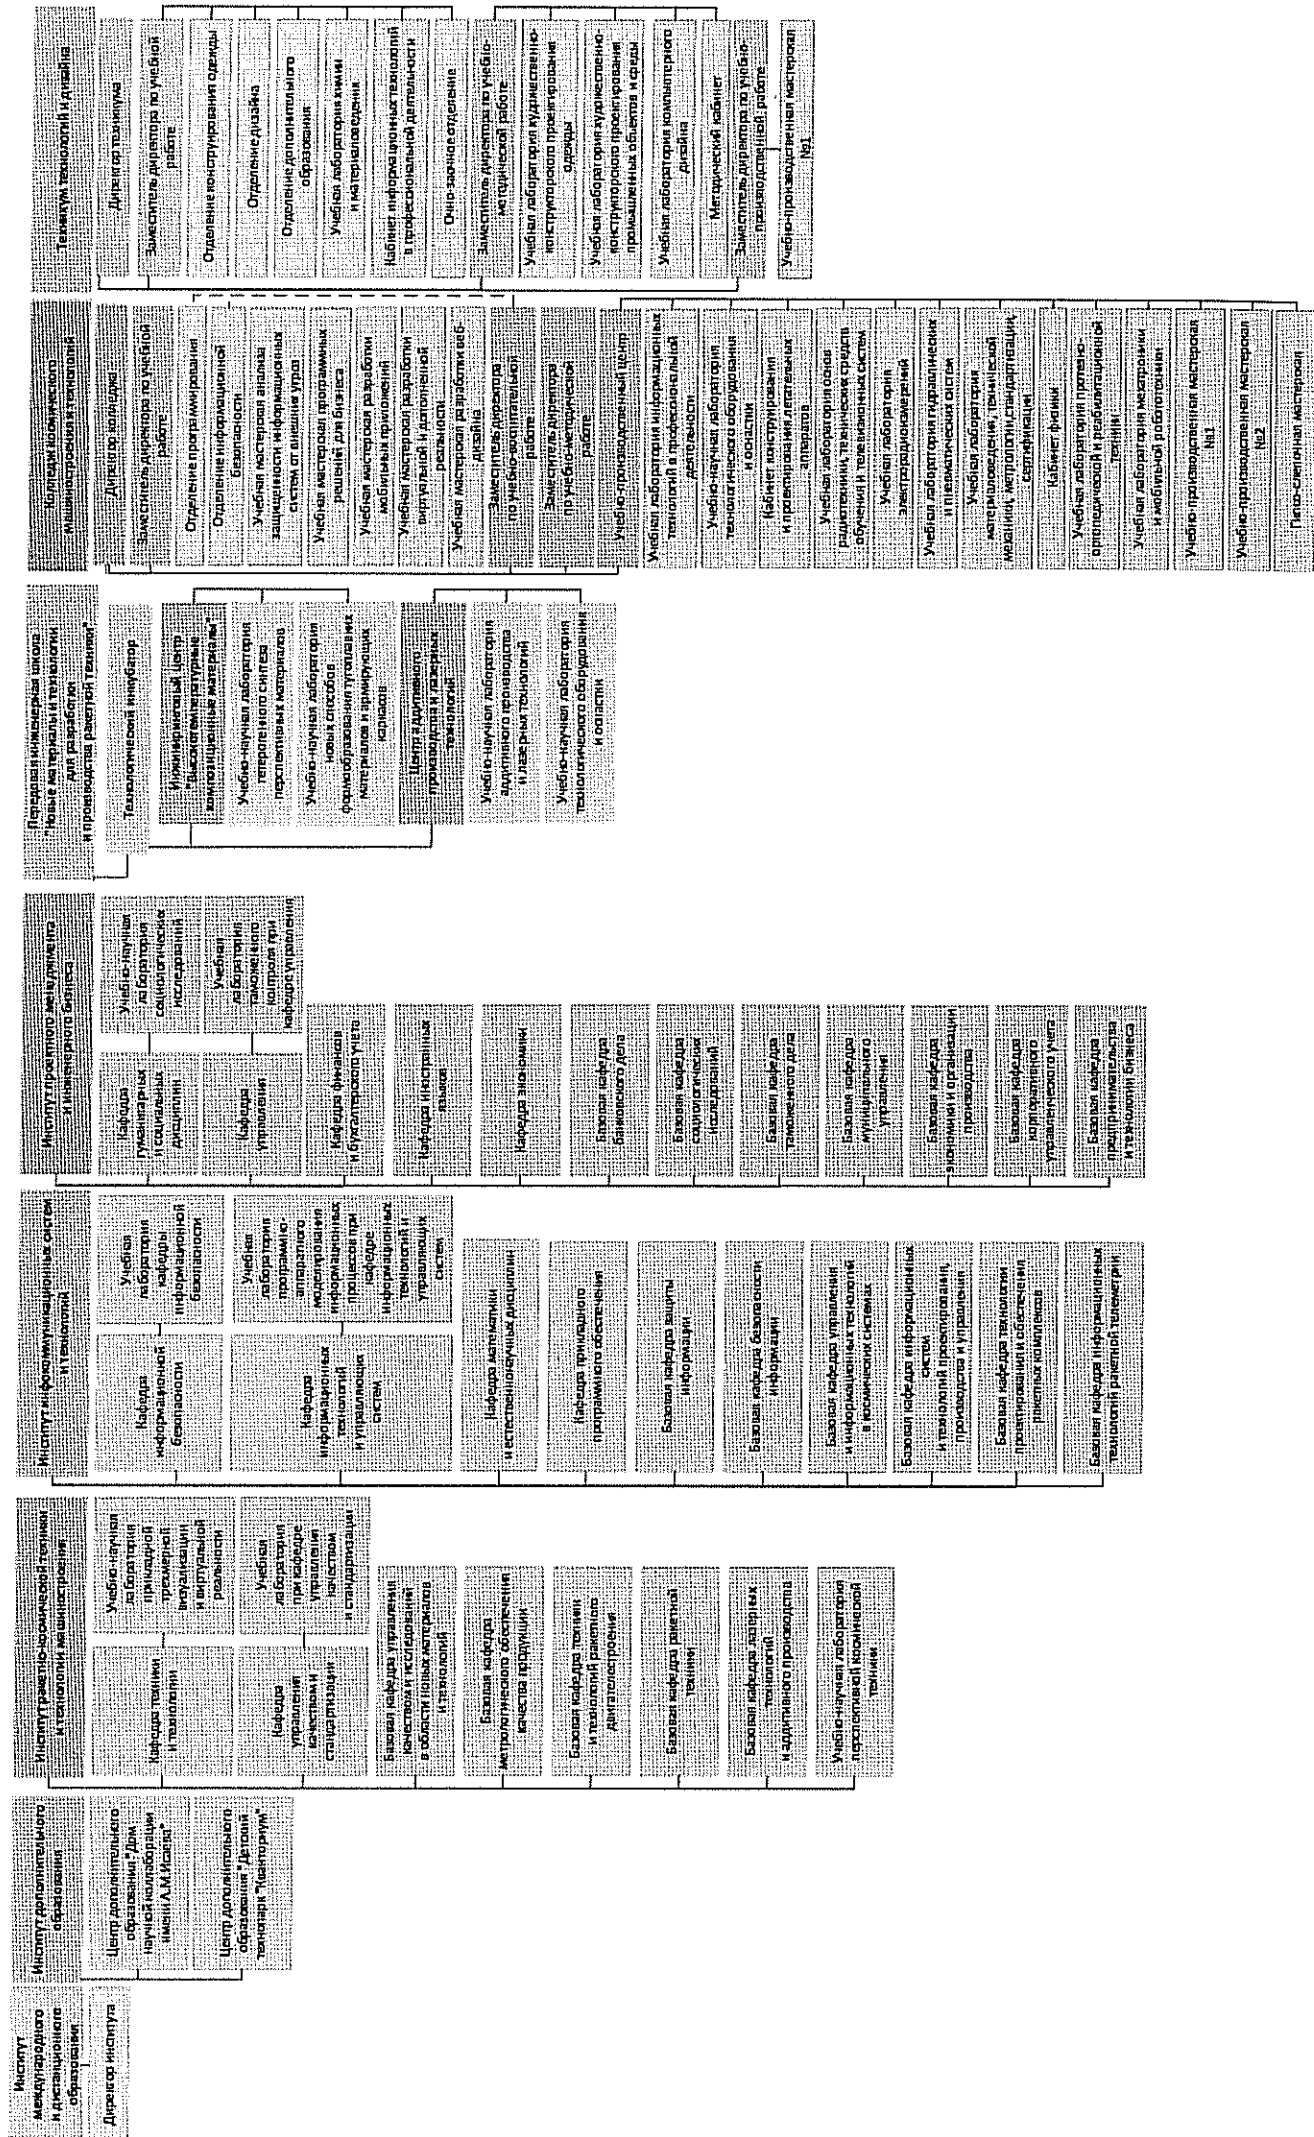 Институт
международного
и дистанционного
образования
Директор института
Институт дополнительного
образования
Центр дополнительного
образования "Дом
научной коллаборации
имени А.М.Исаева"
Центр дополнительного
образования "Детский
технопарк "Кванториум"
Институт ракетно-космической техники
и технологии машиностроения
Кафедра техники
и технологии
Учебно-научная
лаборатория
прикладной
трехмерной
визуализации
и виртуальной
реальности
Кафедра
управления
качеством и
стандартизации
Учебная
лаборатория
при кафедре
управления
качеством
и стандартизации
Базовая кафедра управления
качеством и исследований
в области новых материалов
и технологий
Базовая кафедра
метрологического обеспечения
качества продукции
Базовая кафедра техники
и технологий ракетного
двигателестроения
Базовая кафедра ракетной
техники
Базовая кафедра лазерных
технологий
и аддитивного производства
Учебно-научная лаборатория
перспективной космической
техники
Институт инфокоммуникационных систем
и технологий
Кафедра
информационной
безопасности
Учебная
лаборатория
кафедры
информационной
безопасности
Кафедра
информационных
технологий
и управляющих
систем
Учебная
лаборатория
программно-
аппаратного
моделирования
информационных
процессов при
кафедре
информационных
технологий и
управляющих
систем
Кафедра математики
и естественнонаучных дисциплин
Кафедра прикладного
программного обеспечения
Базовая кафедра защиты
информации
Базовая кафедра безопасности
информации
Базовая кафедра управления
и информационных технологий
в космических системах
Базовая кафедра информационных
систем
и технологий проектирования,
производства и управления
Базовая кафедра технологии
проектирования и обеспечения
ракетных комплексов
Базовая кафедра информационных
технологий ракетной телеметрии
Институт проектного менеджмента
и инженерного бизнеса
Кафедра
гуманитарных
и социальных
дисциплин
Учебно-научная
лаборатория
социологических
исследований
Кафедра
управления
Учебная
лаборатория
таможенного
контроля при
кафедре управления
Кафедра финансов
и бухгалтерского учета
Кафедра иностранных
языков
Кафедра экономики
Базовая кафедра
банковского дела
Базовая кафедра
социологических
исследований
Базовая кафедра
таможенного дела
Базовая кафедра
муниципального
управления
Базовая кафедра
экономики и организации
производства
Базовая кафедра
корпоративного
управленческого учета
Базовая кафедра
предпринимательства
и технологии бизнеса
Передовая инженерная школа
"Новые материалы и технологии
для разработки
и производства ракетной техники"
Технологический инкубатор
Инжиниринговый центр
"Высокотемпературные
композиционные материалы"
Учебно-научная лаборатория
гетерогенного синтеза
перспективных материалов
Учебно-научная лаборатория
новых способов
формообразования тугоплавких
материалов и армирующих
каркасов
Центр аддитивного
производства и лазерных
технологий
Учебно-научная лаборатория
аддитивного производства
и лазерных технологий
Учебно-научная лаборатория
технологического оборудования
и оснастки
Колледж космического
машиностроения и технологий
Директор колледжа
Заместитель директора по учебной
работе
Отделение программирования
Отделение информационной
безопасности
Учебная мастерская анализа
защищенности информационных
систем от внешних угроз
Учебная мастерская программных
решений для бизнеса
Учебная мастерская разработки
мобильных приложений
Учебная мастерская разработки
виртуальной и дополненной
реальности
Учебная мастерская разработки веб-
дизайна
Заместитель директора
по учебно-воспитательной
работе
Заместитель директора
по учебно-методической
работе
Учебно-производственный центр
Учебная лаборатория информационных
технологий в профессиональной
деятельности
Учебно-научная лаборатория
технологического оборудования
и оснастки
Кабинет конструирования
и проектирования летательных
аппаратов
Учебная лаборатория основ
радиотехники, технических средств
обучения и телевизионных систем
Учебная лаборатория
электрорадиоизмерений
Учебная лаборатория гидравлических
и пневматических систем
Учебная лаборатория
материаловедения, технической
механики, метрологии, стандартизации,
сертификации
Кабинет физики
Учебная лаборатория протезно-
ортопедической и реабилитационной
техники
Учебная лаборатория мехатроники
и мобильной робототехники
Учебно-производственная мастерская
№1
Учебно-производственная мастерская
№2
Гипсо-слепочная мастерская
Техникум технологий и дизайна
Директор техникума
Заместитель директора по учебной
работе
Отделение конструирования одежды
Отделение дизайна
Отделение дополнительного
образования
Учебная лаборатория химии
и материаловедения
Кабинет информационных технологий
в профессиональной деятельности
Очно-заочное отделение
Заместитель директора по учебно-
методической работе
Учебная лаборатория художественно-
конструкторского проектирования
одежды
Учебная лаборатория художественно-
конструкторского проектирования
промышленных объектов и среды
Учебная лаборатория компьютерного
дизайна
Методический кабинет
Заместитель директора по учебно-
производственной работе
Учебно-производственная мастерская
№1